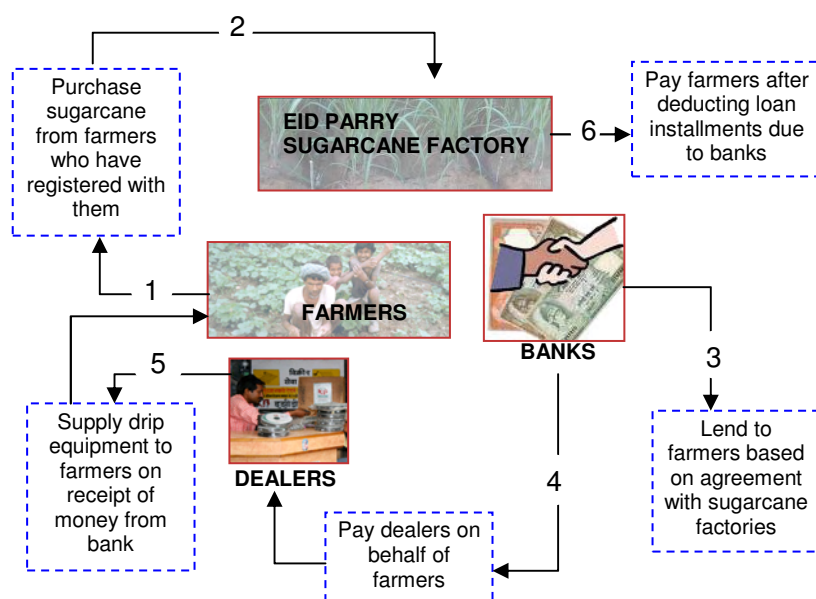 2
Purchase
sugarcane
from farmers
who have
registered with
them
EID PARRY
SUGARCANE FACTORY
6
Pay farmers after
deducting loan
installments due
to banks
1
FARMERS
BANKS
3
5
विक्रीन
सेवा
DEALERS
Supply drip
equipment to
farmers on
receipt of
money from
bank
4
Pay dealers on
behalf of
farmers
Lend to
farmers based
on agreement
with sugarcane
factories